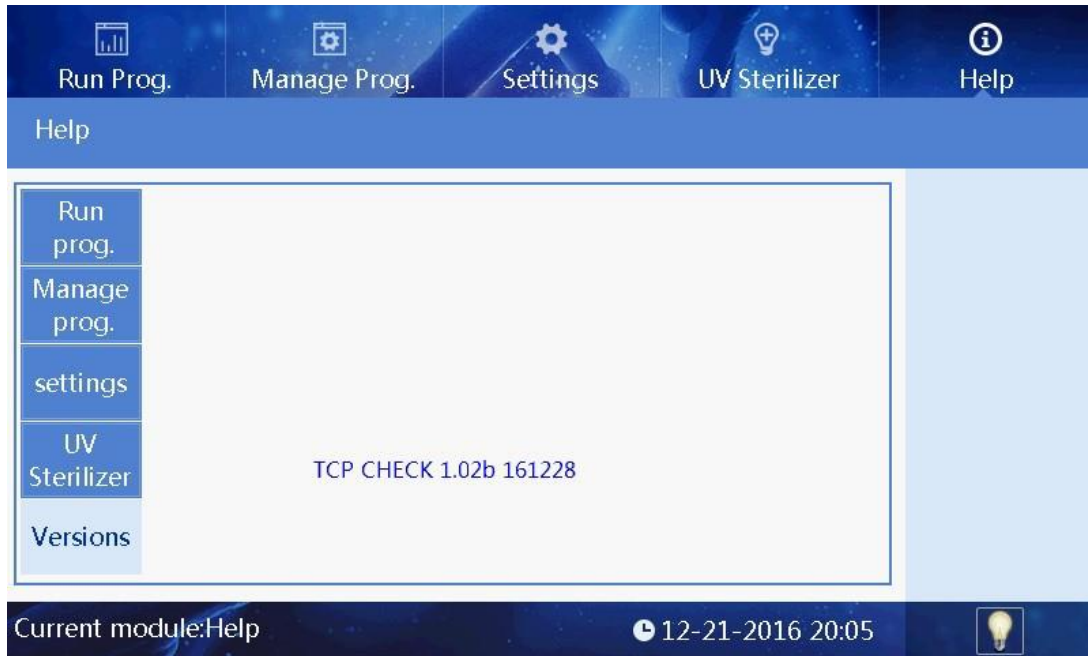 Run Prog.
Manage Prog.
Settings
UV Sterilizer
Help
Help
Run
prog.
Manage
prog.
settings
UV
Sterilizer
Versions
TCP CHECK 1.02b 161228
Current module:Help
12-21-2016 20:05